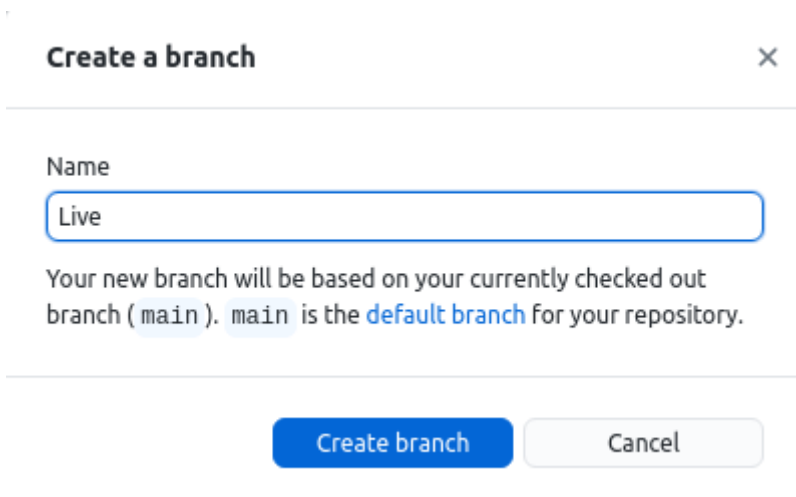 Create a branch
Name
Live
Your new branch will be based on your currently checked out
branch ( main ). main is the default branch for your repository.
Create branch Cancel